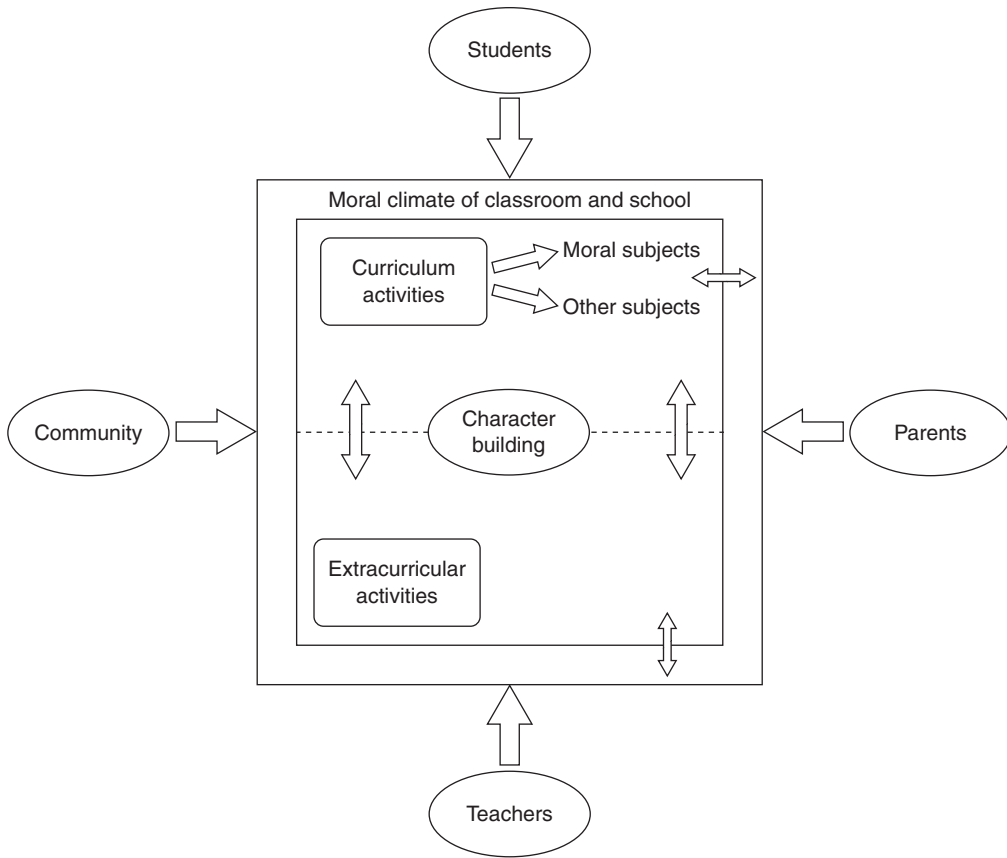 Students
Moral climate of classroom and school
Curriculum
activities
Moral subjects
Other subjects
Community
Character
building
Parents
Extracurricular
activities
Teachers